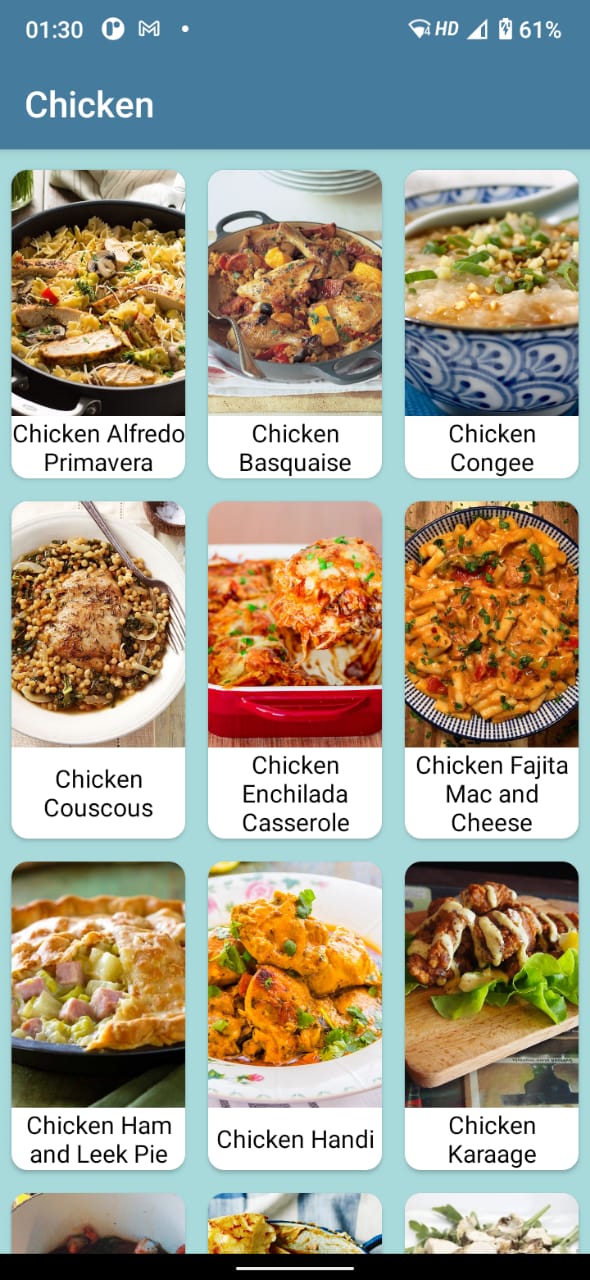 01:30
4 HD 61%
Chicken
Chicken Alfredo
Primavera
Chicken
Basquaise
Chicken
Congee
Chicken
Couscous
Chicken
Enchilada
Casserole
Chicken Fajita
Mac and
Cheese
Chicken Ham
and Leek Pie
Chicken Handi
Chicken
Karaage